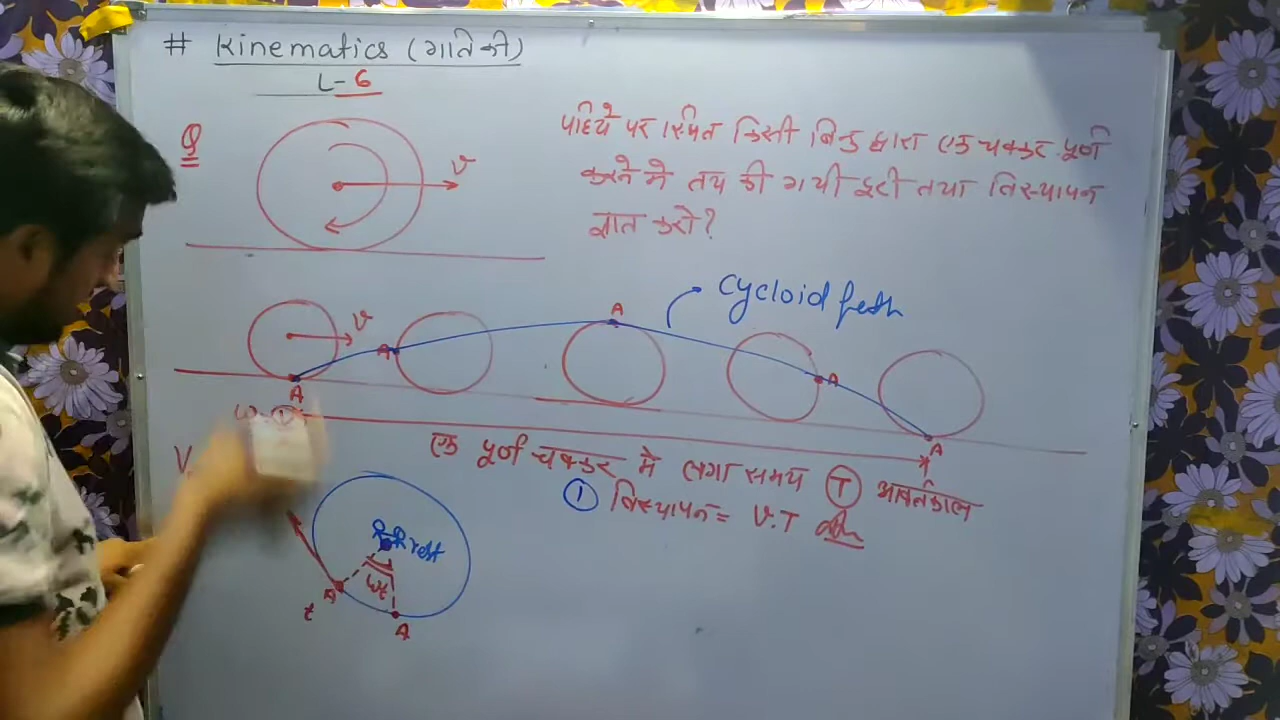 # Kinematics (गतिकी)
L-6
Q
पहिये पर स्थित किसी बिन्दु द्वारा एक चक्कर पूर्ण
करने में तय की गयी दूरी तथा विस्थापन
ज्ञात करो?
v
cycloid path
v
A
A
A
A
A
एक पूर्ण चक्कर में लगा समय T आवर्तकाल
① विस्थापन = V.T
V
rest
ωt
A
t
A